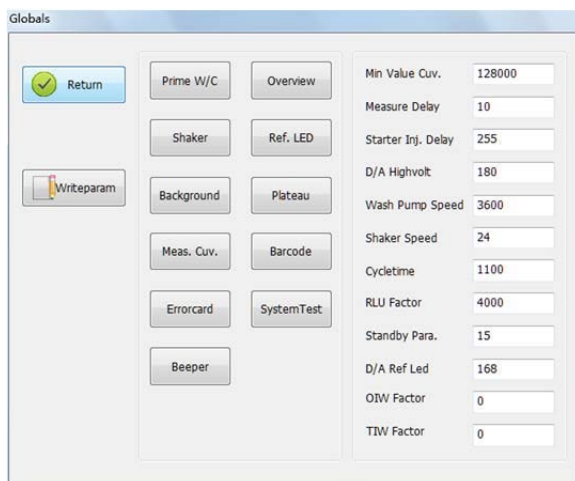 Globals
Return
Writeparam
Prime W/C
Overview
Shaker
Ref. LED
Background
Plateau
Meas. Cuv.
Barcode
Errorcard
SystemTest
Beeper
Min Value Cuv. 128000
Measure Delay 10
Starter Inj. Delay 255
D/A Highvolt 180
Wash Pump Speed 3600
Shaker Speed 24
Cycletime 1100
RLU Factor 4000
Standby Para. 15
D/A Ref Led 168
OIW Factor 0
TIW Factor 0